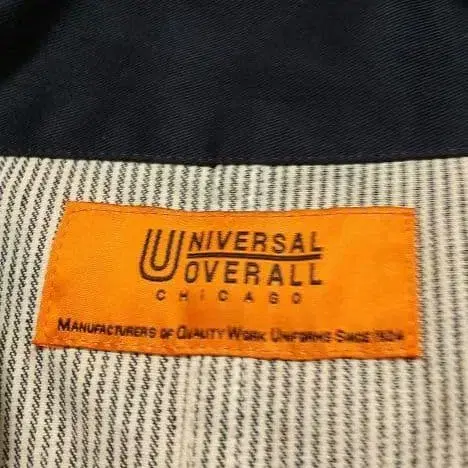 UNIVERSAL
OVERALL
CHICAGO
MANUFACTURERS OF QUALITY WORK UNIFORMS SINCE 1924